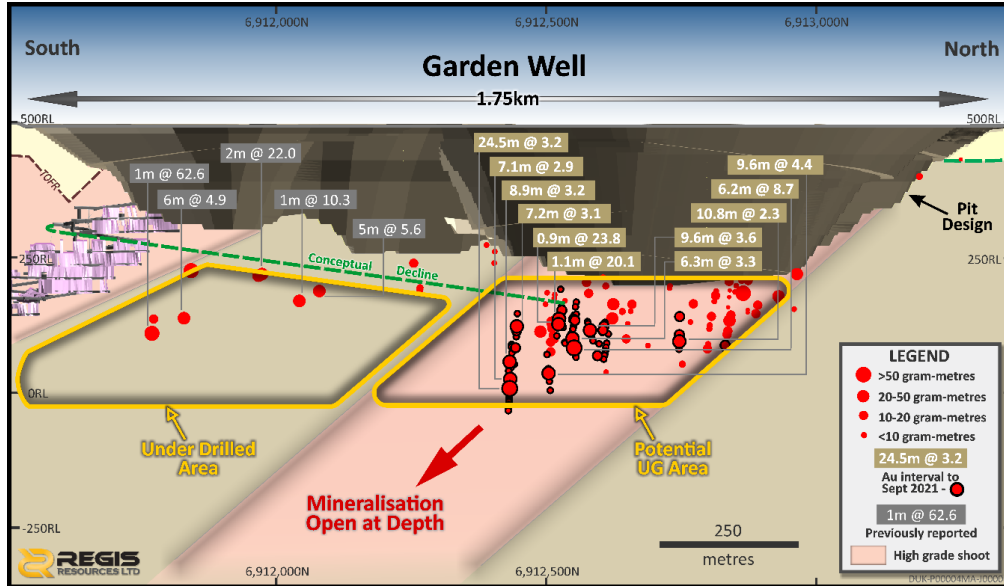 6,912,000N
6,912,500N
6,913,000N
South
North
Garden Well
1.75km
500RL
500RL
TOFR
24.5m @ 3.2
7.1m @ 2.9
8.9m @ 3.2
7.2m @ 3.1
0.9m @ 23.8
1.1m @ 20.1
9.6m @ 4.4
6.2m @ 8.7
10.8m @ 2.3
9.6m @ 3.6
6.3m @ 3.3
2m @ 22.0
1m @ 62.6
6m @ 4.9
1m @ 10.3
5m @ 5.6
Pit
Design
250RL
250RL
Conceptual Decline
0RL
Under Drilled
Area
Potential
UG Area
Mineralisation
Open at Depth
-250RL
250
metres
LEGEND
>50 gram-metres
20-50 gram-metres
10-20 gram-metres
<10 gram-metres
24.5m @ 3.2
Au interval to
Sept 2021 -
1m @ 62.6
Previously reported
High grade shoot
REGIS
RESOURCES LTD
6,912,000N
6,912,500N